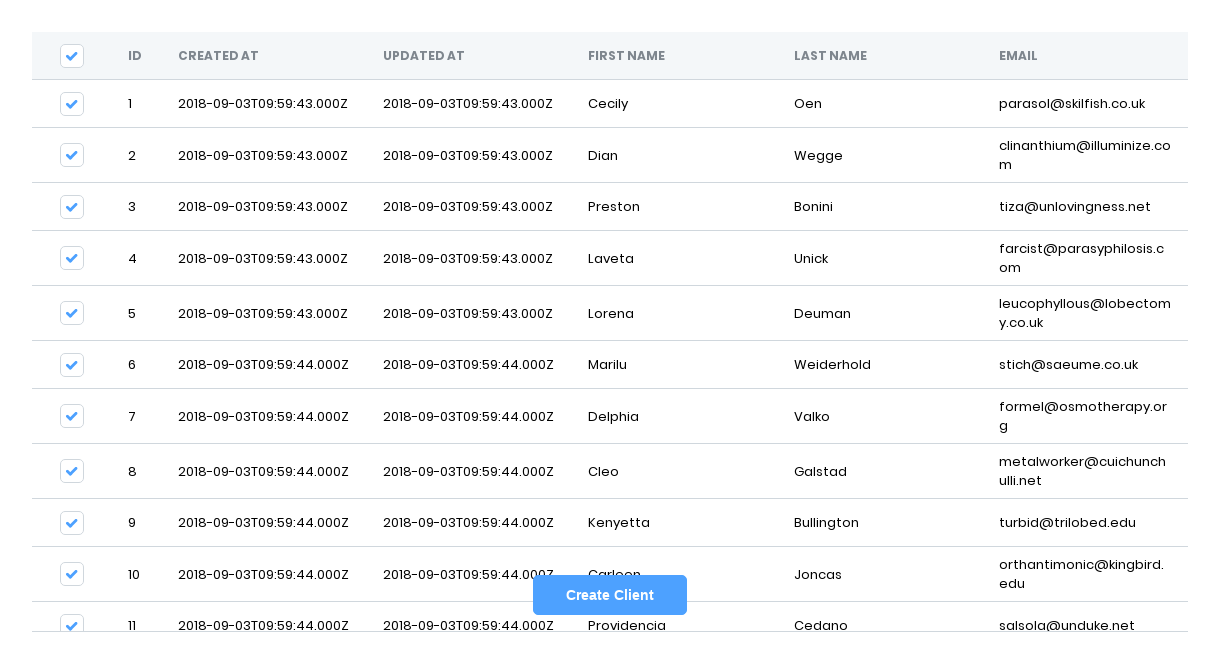 ID CREATED AT UPDATED AT FIRST NAME LAST NAME EMAIL
1 2018-09-03T09:59:43.000Z 2018-09-03T09:59:43.000Z Cecily Oen parasol@skilfish.co.uk
2 2018-09-03T09:59:43.000Z 2018-09-03T09:59:43.000Z Dian Wegge clinanthium@illuminize.co
m
3 2018-09-03T09:59:43.000Z 2018-09-03T09:59:43.000Z Preston Bonini tiza@unlovingness.net
4 2018-09-03T09:59:43.000Z 2018-09-03T09:59:43.000Z Laveta Unick farcist@parasyphilosis.c
om
5 2018-09-03T09:59:43.000Z 2018-09-03T09:59:43.000Z Lorena Deuman leucophyllous@lobectom
y.co.uk
6 2018-09-03T09:59:44.000Z 2018-09-03T09:59:44.000Z Marilu Weiderhold stich@saeume.co.uk
7 2018-09-03T09:59:44.000Z 2018-09-03T09:59:44.000Z Delphia Valko formel@osmotherapy.or
g
8 2018-09-03T09:59:44.000Z 2018-09-03T09:59:44.000Z Cleo Galstad metalworker@cuichunch
ulli.net
9 2018-09-03T09:59:44.000Z 2018-09-03T09:59:44.000Z Kenyetta Bullington turbid@trilobed.edu
10 2018-09-03T09:59:44.000Z 2018-09-03T09:59:44.000Z Joncas orthantimonic@kingbird.
edu
Create Client
11 2018-09-03T09:59:44.000Z 2018-09-03T09:59:44.000Z Providencia Cedano salsola@unduke.net